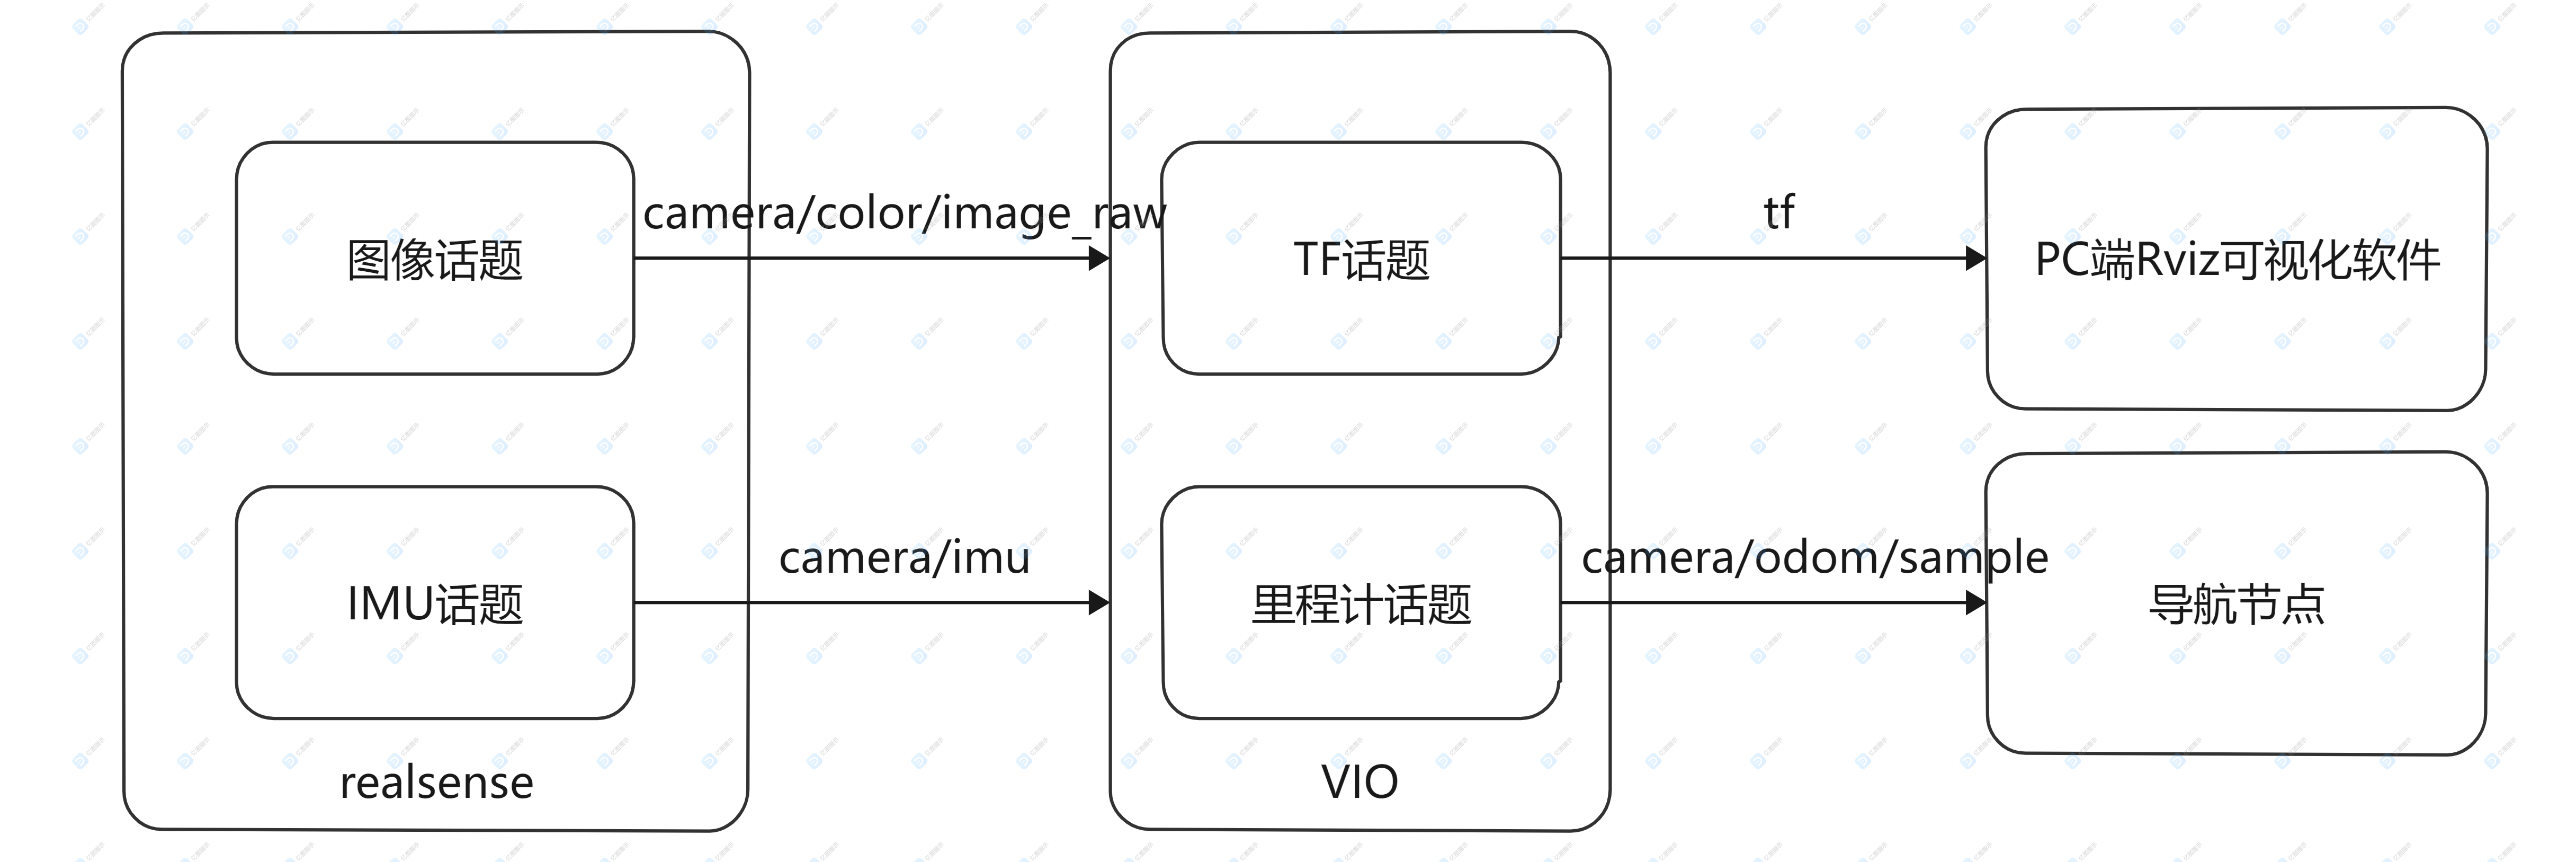 camera/color/image_raw
tf
图像话题
TF话题
PC端Rviz可视化软件
camera/imu
camera/odom/sample
IMU话题
里程计话题
导航节点
realsense
VIO